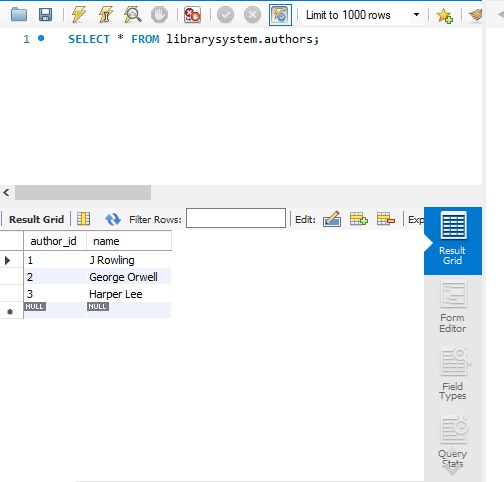 Limit to 1000 rows
1 SELECT * FROM librarysystem.authors;
Result Grid Filter Rows: Edit: Exp
author_id name
1 J Rowling
2 George Orwell
3 Harper Lee
NULL NULL
Result
Grid
Form
Editor
Field
Types
Query
Stats